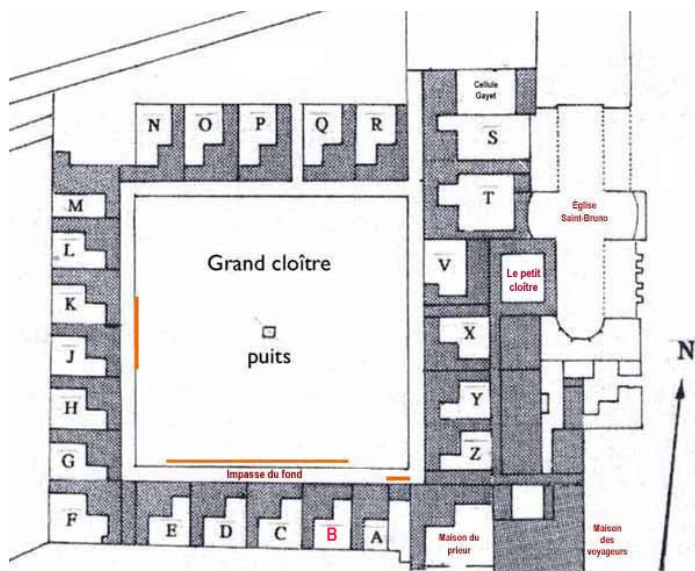 Cellule
Gayet
N
O
P
Q
R
S
T
Église
Saint-Bruno
M
L
Grand cloître
V
Le petit
cloître
K
X
puits
J
N
H
Y
G
Z
Impasse du fond
F
E
D
C
B
A
Maison du
prieur
Maison
des
voyageurs